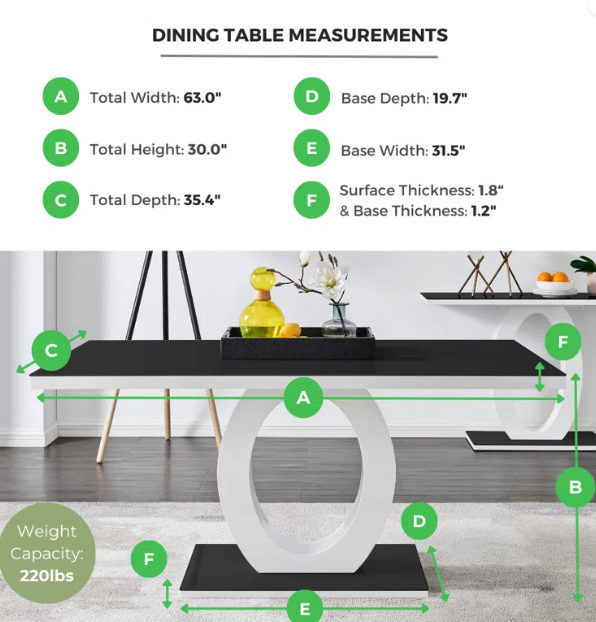 DINING TABLE MEASUREMENTS
A Total Width: 63.0"
D Base Depth: 19.7"
B Total Height: 30.0"
E Base Width: 31.5"
C Total Depth: 35.4"
F Surface Thickness: 1.8“
& Base Thickness: 1.2"
C
F
A
B
D
Weight
Capacity:
220lbs
F
E